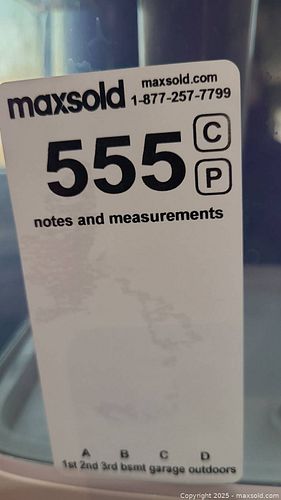 maxsold maxsold.com
1-877-257-7799
555 C
P
notes and measurements
A B C D
1st 2nd 3rd bsmt garage outdoors
Copyright © 2025 - maxsold.com